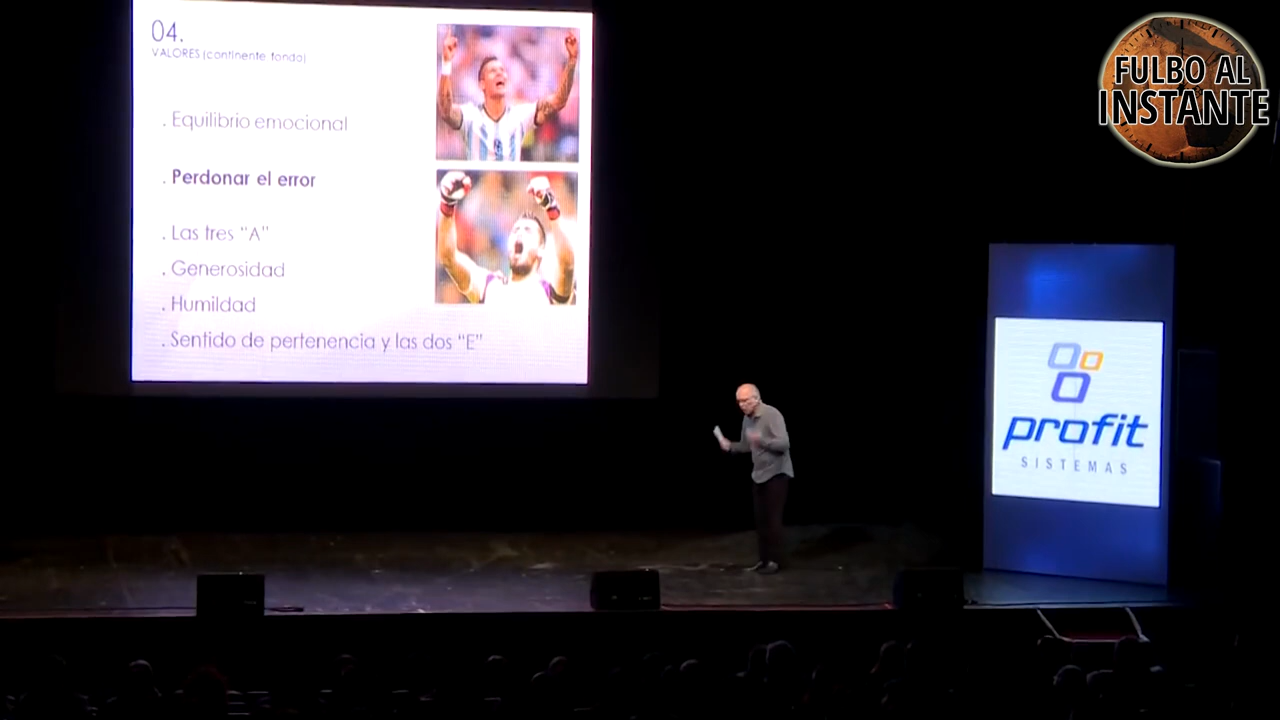 04.
VALORES (continente fondo)
. Equilibrio emocional
. Perdonar el error
. Las tres “A”
. Generosidad
. Humildad
. Sentido de pertenencia y las dos “E”
FULBO AL
INSTANTE
profit
SISTEMAS